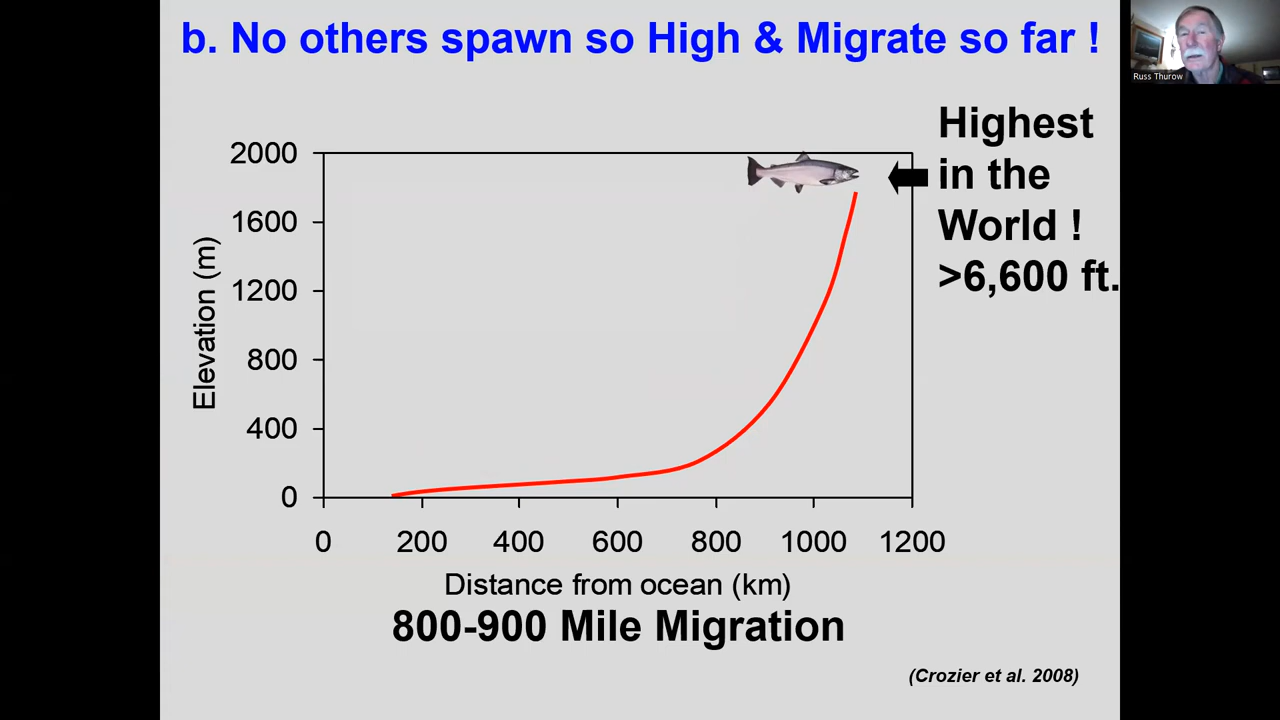 b. No others spawn so High & Migrate so far !
Russ Thurow
Highest
in the
World !
>6,600 ft.
2000
1600
1200
800
400
0
Elevation (m)
0 200 400 600 800 1000 1200
Distance from ocean (km)
800-900 Mile Migration
(Crozier et al. 2008)